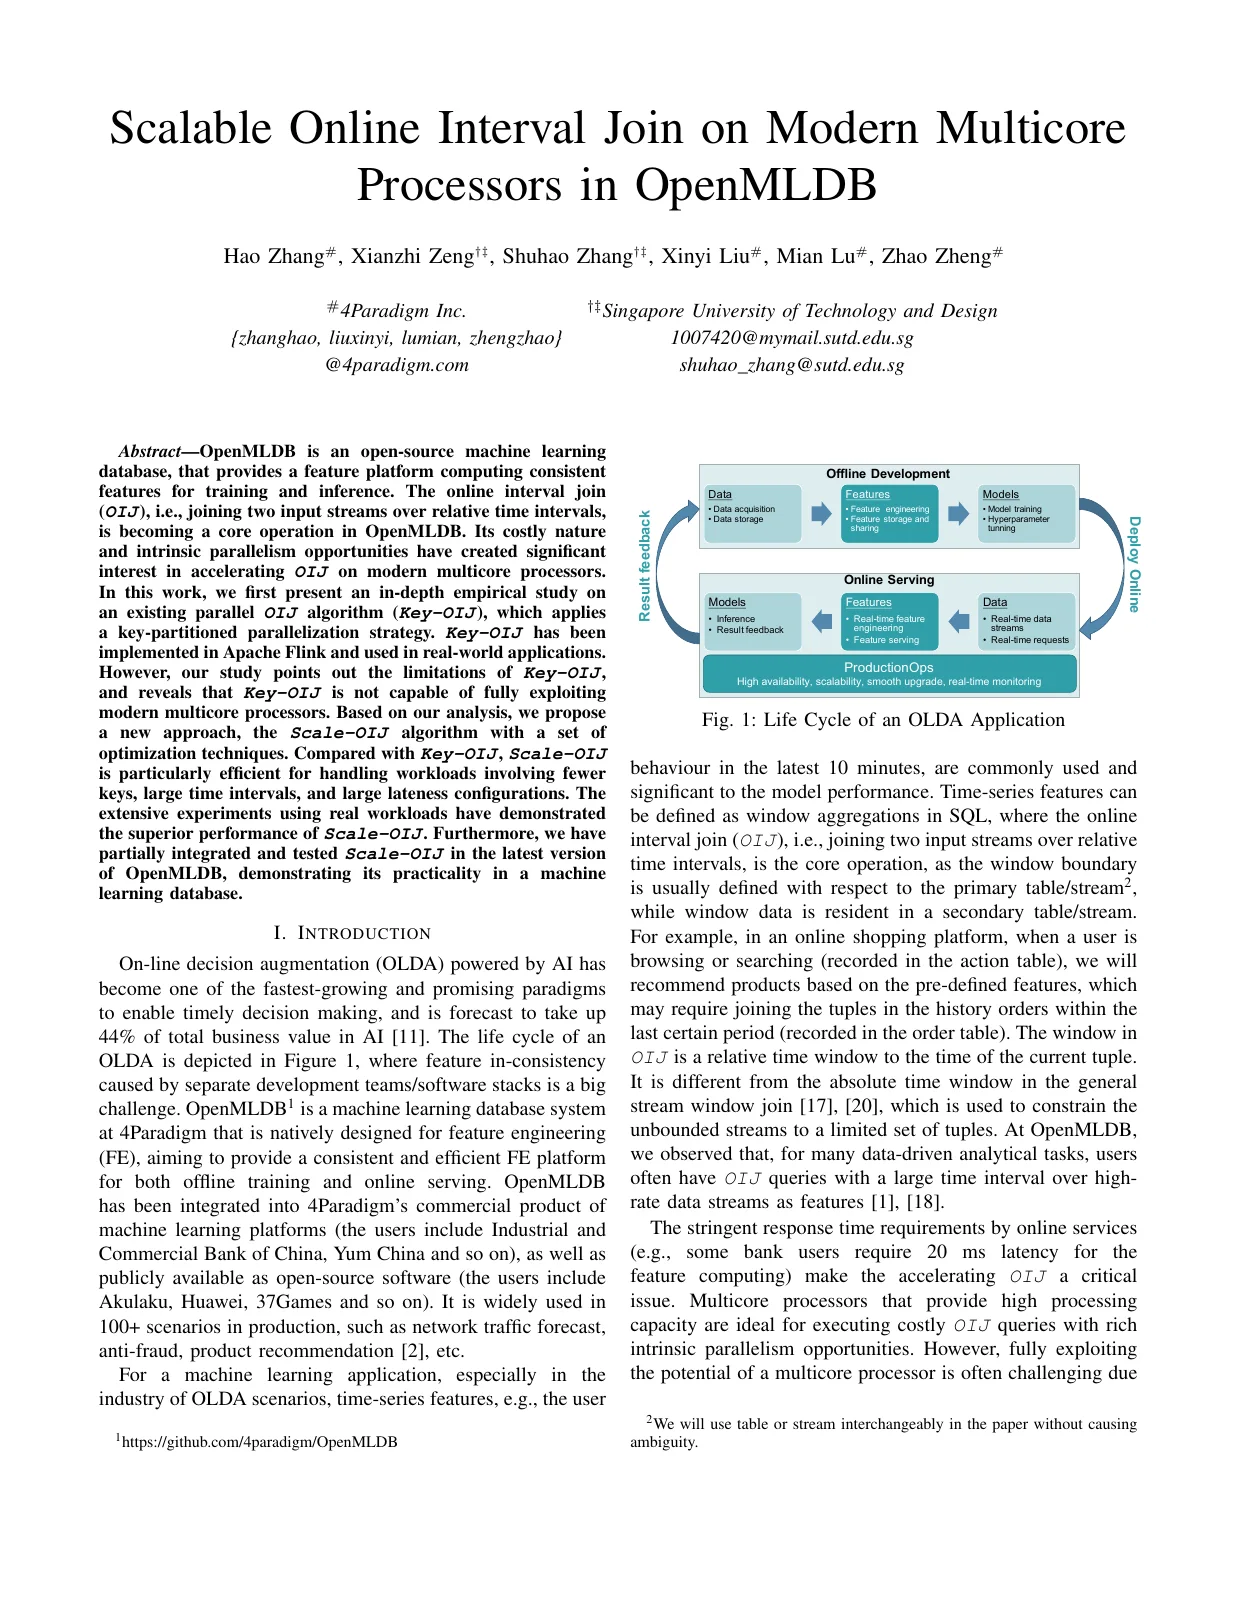 Scalable Online Interval Join on Modern Multicore
Processors in OpenMLDB
Hao Zhang#, Xianzhi Zeng†‡, Shuhao Zhang†‡, Xinyi Liu#, Mian Lu#, Zhao Zheng#
#4Paradigm Inc.
{zhanghao, liuxinyi, lumian, zhengzhao}
@4paradigm.com
†‡Singapore University of Technology and Design
1007420@mymail.sutd.edu.sg
shuhao_zhang@sutd.edu.sg
Abstract—OpenMLDB is an open-source machine learning
database, that provides a feature platform computing consistent
features for training and inference. The online interval join
(OIJ), i.e., joining two input streams over relative time intervals,
is becoming a core operation in OpenMLDB. Its costly nature
and intrinsic parallelism opportunities have created significant
interest in accelerating OIJ on modern multicore processors.
In this work, we first present an in-depth empirical study on
an existing parallel OIJ algorithm (Key-OIJ), which applies
a key-partitioned parallelization strategy. Key-OIJ has been
implemented in Apache Flink and used in real-world applications.
However, our study points out the limitations of Key-OIJ,
and reveals that Key-OIJ is not capable of fully exploiting
modern multicore processors. Based on our analysis, we propose
a new approach, the Scale-OIJ algorithm with a set of
optimization techniques. Compared with Key-OIJ, Scale-OIJ
is particularly efficient for handling workloads involving fewer
keys, large time intervals, and large lateness configurations. The
extensive experiments using real workloads have demonstrated
the superior performance of Scale-OIJ. Furthermore, we have
partially integrated and tested Scale-OIJ in the latest version
of OpenMLDB, demonstrating its practicality in a machine
learning database.
I. INTRODUCTION
On-line decision augmentation (OLDA) powered by AI has
become one of the fastest-growing and promising paradigms
to enable timely decision making, and is forecast to take up
44% of total business value in AI [11]. The life cycle of an
OLDA is depicted in Figure 1, where feature in-consistency
caused by separate development teams/software stacks is a big
challenge. OpenMLDB1 is a machine learning database system
at 4Paradigm that is natively designed for feature engineering
(FE), aiming to provide a consistent and efficient FE platform
for both offline training and online serving. OpenMLDB
has been integrated into 4Paradigm's commercial product of
machine learning platforms (the users include Industrial and
Commercial Bank of China, Yum China and so on), as well as
publicly available as open-source software (the users include
Akulaku, Huawei, 37Games and so on). It is widely used in
100+ scenarios in production, such as network traffic forecast,
anti-fraud, product recommendation [2], etc.
For a machine learning application, especially in the
industry of OLDA scenarios, time-series features, e.g., the user
1https://github.com/4paradigm/OpenMLDB
Offline Development
Data
• Data acquisition
• Data storage
Features
• Feature engineering
• Feature storage and
sharing
Models
• Model training
• Hyperparameter
tunning
Result feedback
Deploy Online
Online Serving
Models
• Inference
• Result feedback
Features
• Real-time feature
engineering
• Feature serving
Data
• Real-time data
streams
• Real-time requests
ProductionOps
High availability, scalability, smooth upgrade, real-time monitoring
Fig. 1: Life Cycle of an OLDA Application
behaviour in the latest 10 minutes, are commonly used and
significant to the model performance. Time-series features can
be defined as window aggregations in SQL, where the online
interval join (OIJ), i.e., joining two input streams over relative
time intervals, is the core operation, as the window boundary
is usually defined with respect to the primary table/stream2,
while window data is resident in a secondary table/stream.
For example, in an online shopping platform, when a user is
browsing or searching (recorded in the action table), we will
recommend products based on the pre-defined features, which
may require joining the tuples in the history orders within the
last certain period (recorded in the order table). The window in
OIJ is a relative time window to the time of the current tuple.
It is different from the absolute time window in the general
stream window join [17], [20], which is used to constrain the
unbounded streams to a limited set of tuples. At OpenMLDB,
we observed that, for many data-driven analytical tasks, users
often have OIJ queries with a large time interval over high-
rate data streams as features [1], [18].
The stringent response time requirements by online services
(e.g., some bank users require 20 ms latency for the
feature computing) make the accelerating OIJ a critical
issue. Multicore processors that provide high processing
capacity are ideal for executing costly OIJ queries with rich
intrinsic parallelism opportunities. However, fully exploiting
the potential of a multicore processor is often challenging due
2We will use table or stream interchangeably in the paper without causing
ambiguity.